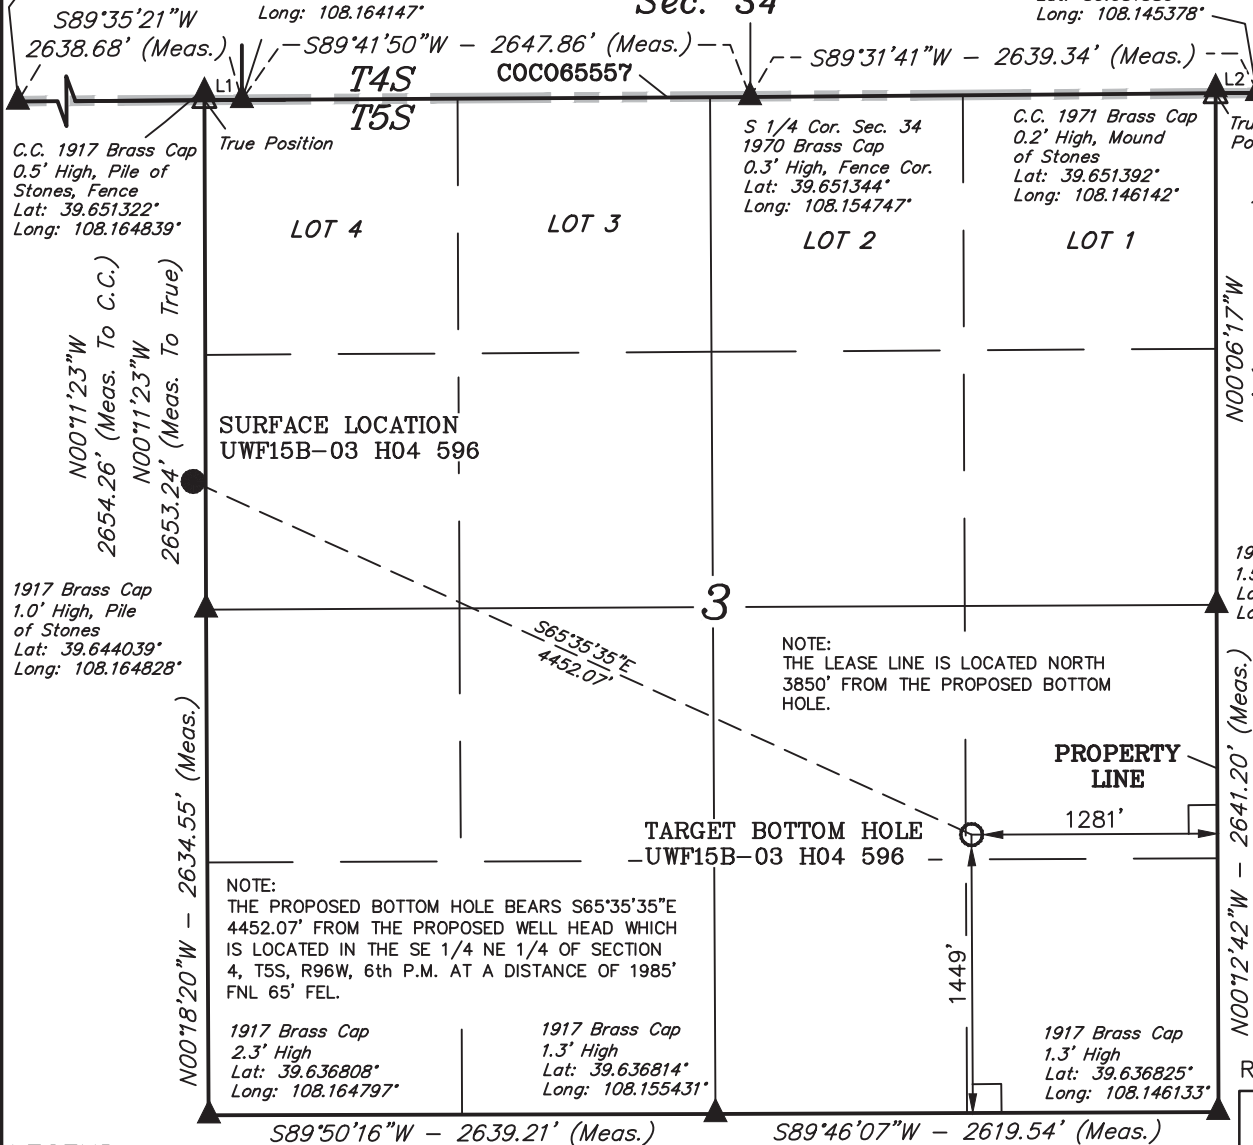 Sec. 34
S89°35'21"W
2638.68' (Meas.)
Long: 108.164147°
S89°41'50"W - 2647.86' (Meas.)
COC065557
Long: 108.145378°
S89°31'41"W - 2639.34' (Meas.)
L1
L2
T4S
T5S
True Position
C.C. 1917 Brass Cap
0.5' High, Pile of
Stones, Fence
Lat: 39.651322°
Long: 108.164839°
S 1/4 Cor. Sec. 34
1970 Brass Cap
0.3' High, Fence Cor.
Lat: 39.651344°
Long: 108.154747°
C.C. 1971 Brass Cap
0.2' High, Mound
of Stones
Lat: 39.651392°
Long: 108.146142°
LOT 4
LOT 3
LOT 2
LOT 1
N00°11'23"W
2654.26' (Meas. To C.C.)
N00°11'23"W
2653.24' (Meas. To True)
N00°06'17"W
SURFACE LOCATION
UWF15B-03 H04 596
1917 Brass Cap
1.0' High, Pile
of Stones
Lat: 39.644039°
Long: 108.164828°
3
S65°35'35"E
4452.07'
NOTE:
THE LEASE LINE IS LOCATED NORTH
3850' FROM THE PROPOSED BOTTOM
HOLE.
PROPERTY
LINE
1281'
TARGET BOTTOM HOLE
UWF15B-03 H04 596
N00°18'20"W - 2634.55' (Meas.)
N00°12'42"W - 2641.20' (Meas.)
NOTE:
THE PROPOSED BOTTOM HOLE BEARS S65°35'35"E
4452.07' FROM THE PROPOSED WELL HEAD WHICH
IS LOCATED IN THE SE 1/4 NE 1/4 OF SECTION
4, T5S, R96W, 6th P.M. AT A DISTANCE OF 1985'
FNL 65' FEL.
1449'
1917 Brass Cap
2.3' High
Lat: 39.636808°
Long: 108.164797°
1917 Brass Cap
1.3' High
Lat: 39.636814°
Long: 108.155431°
1917 Brass Cap
1.3' High
Lat: 39.636825°
Long: 108.146133°
S89°50'16"W - 2639.21' (Meas.)
S89°46'07"W - 2619.54' (Meas.)